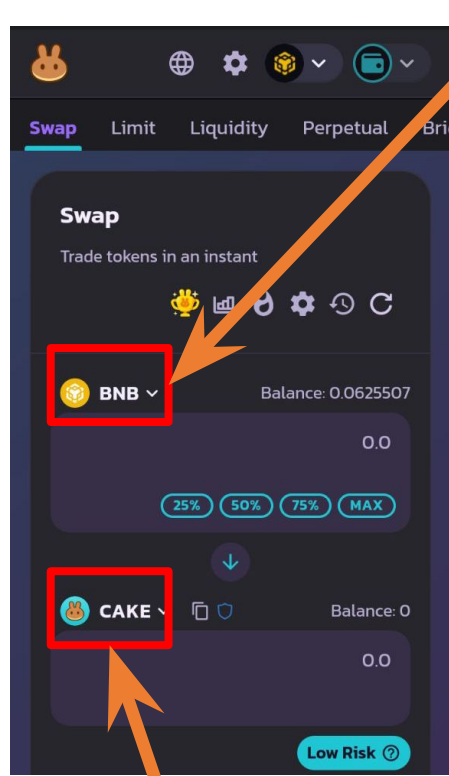 Swap Limit Liquidity Perpetual Bri
Swap
Trade tokens in an instant
BNB Balance: 0.0625507
0.0
25% 50% 75% MAX
CAKE Balance: 0
0.0
Low Risk